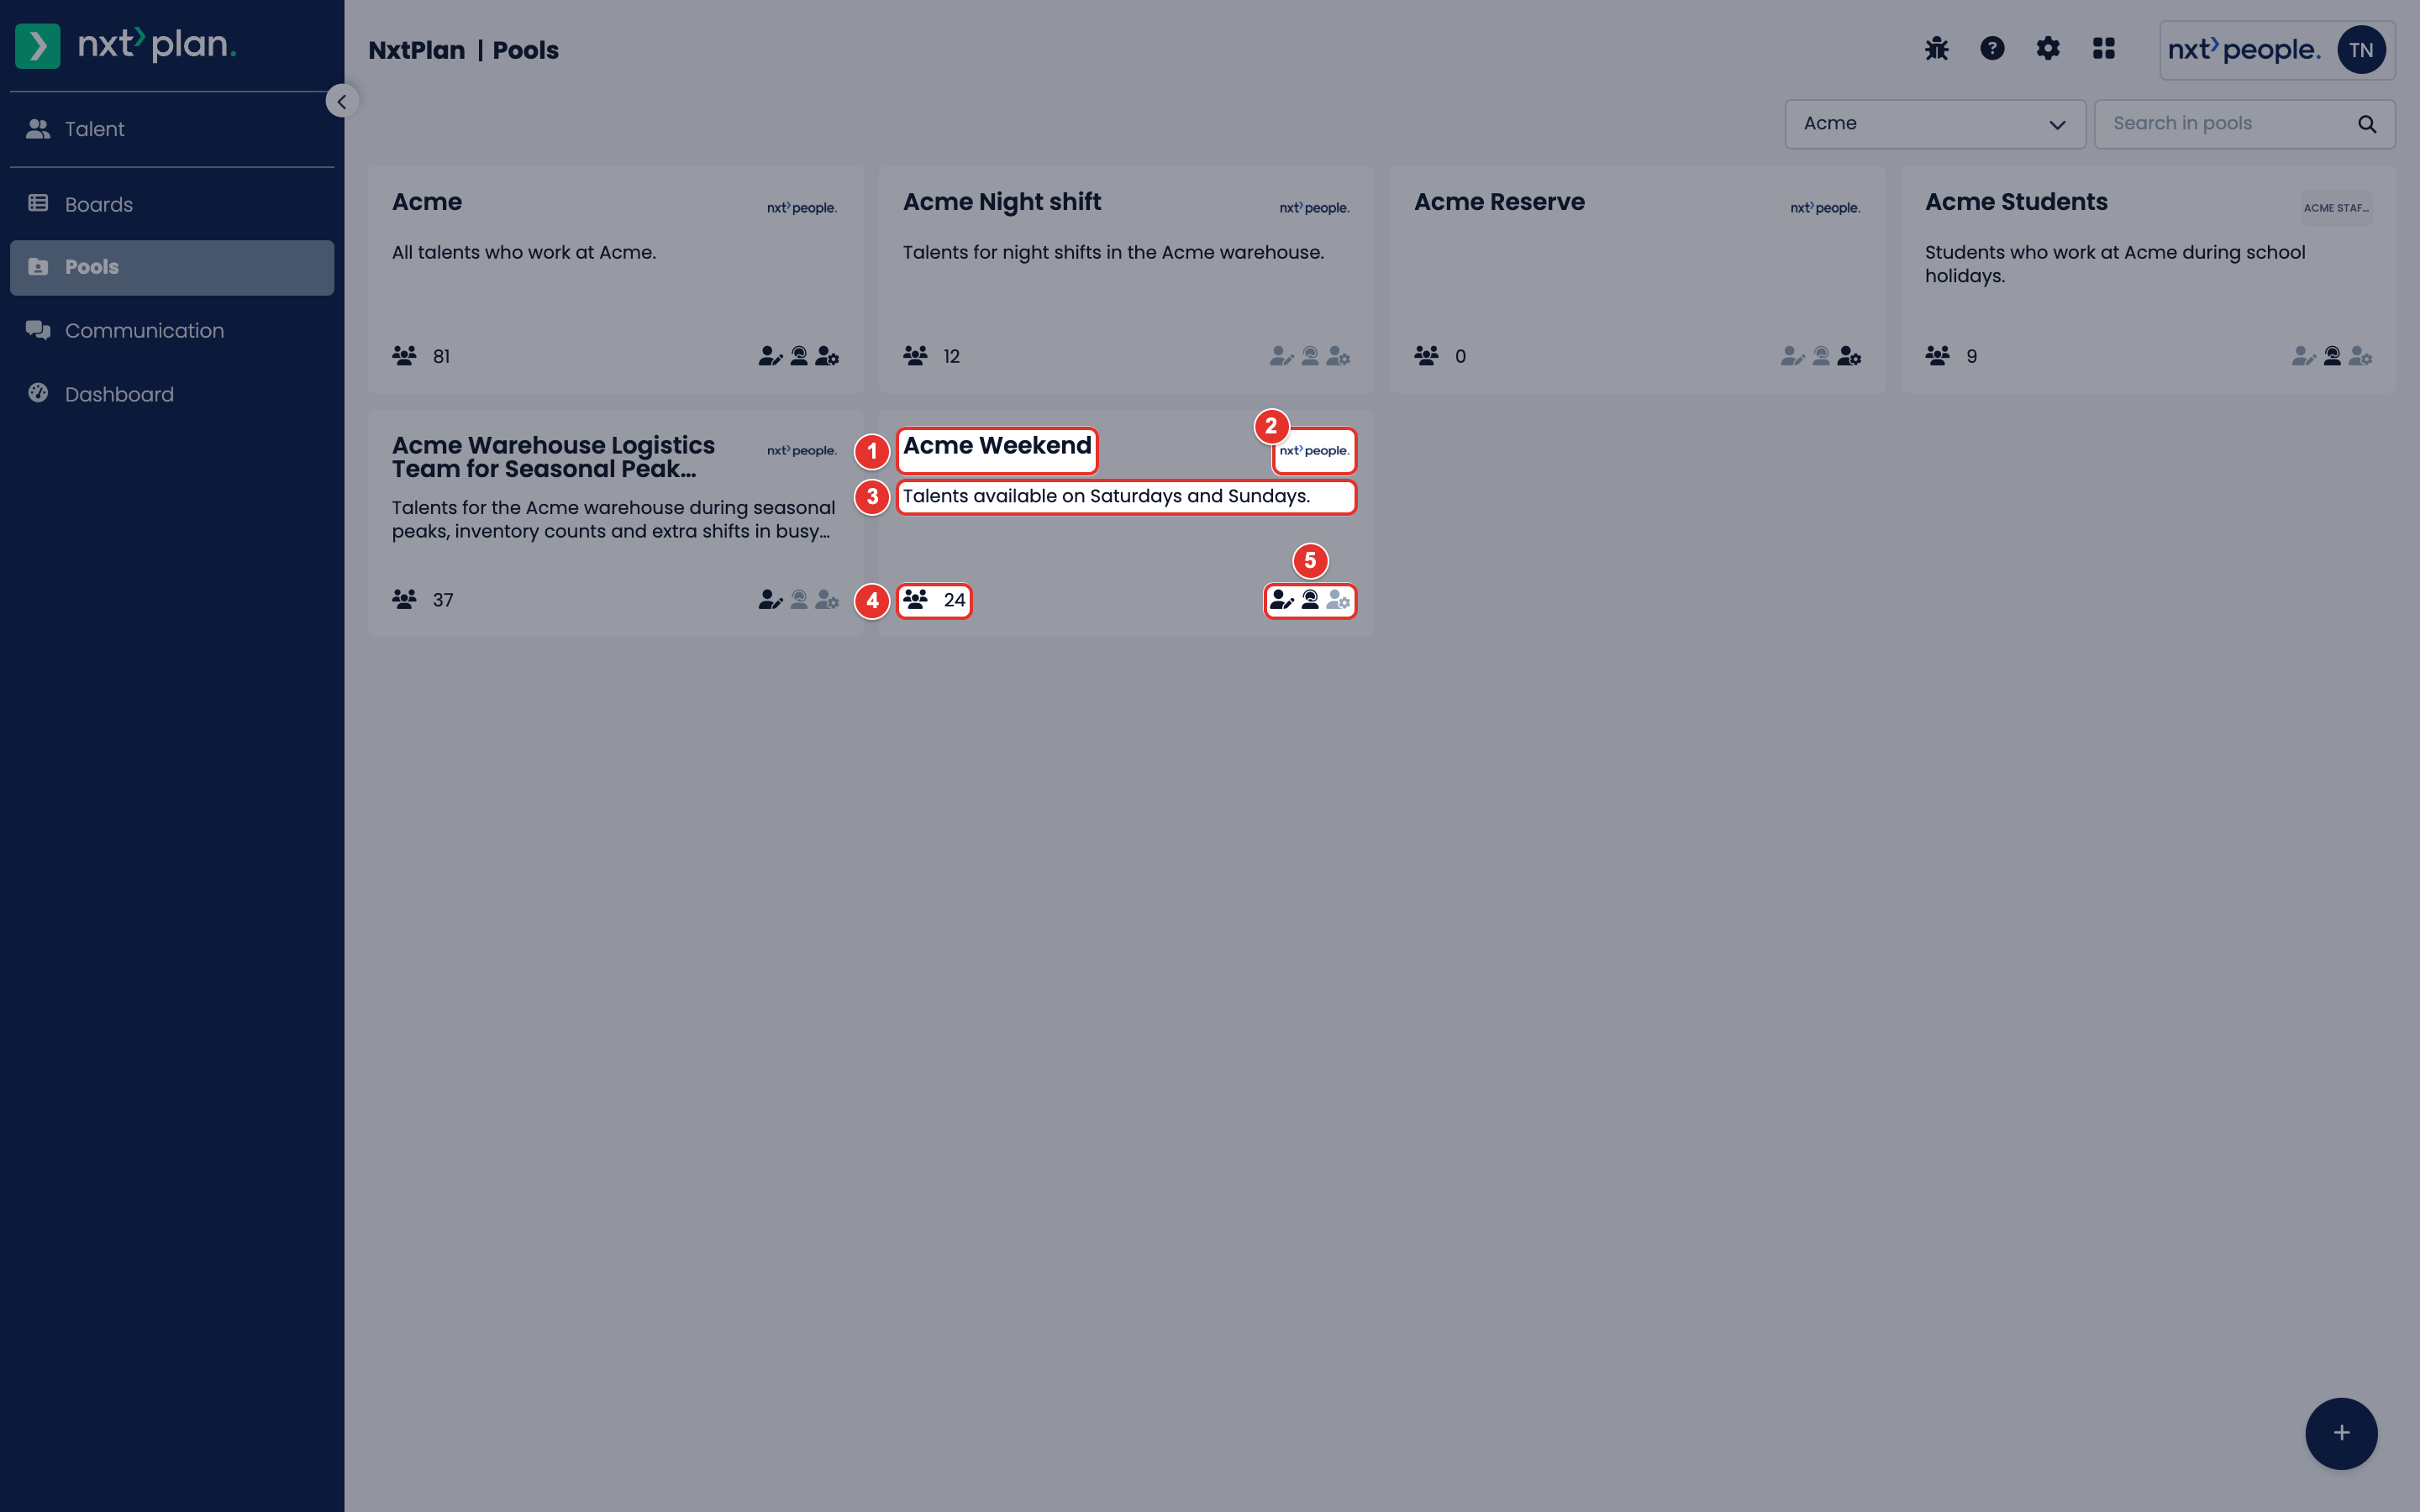 nxt›plan.
NxtPlan | Pools
nxt›people. TN
Talent
Boards
Pools
Communication
Dashboard
Acme
Search in pools
Acme
nxt›people.
All talents who work at Acme.
81
Acme Night shift
nxt›people.
Talents for night shifts in the Acme warehouse.
12
Acme Reserve
nxt›people.
0
Acme Students
ACME STAF...
Students who work at Acme during school
holidays.
9
Acme Warehouse Logistics
Team for Seasonal Peak...
nxt›people.
Talents for the Acme warehouse during seasonal
peaks, inventory counts and extra shifts in busy...
37
1
Acme Weekend
2
nxt›people.
3
Talents available on Saturdays and Sundays.
4
24
5